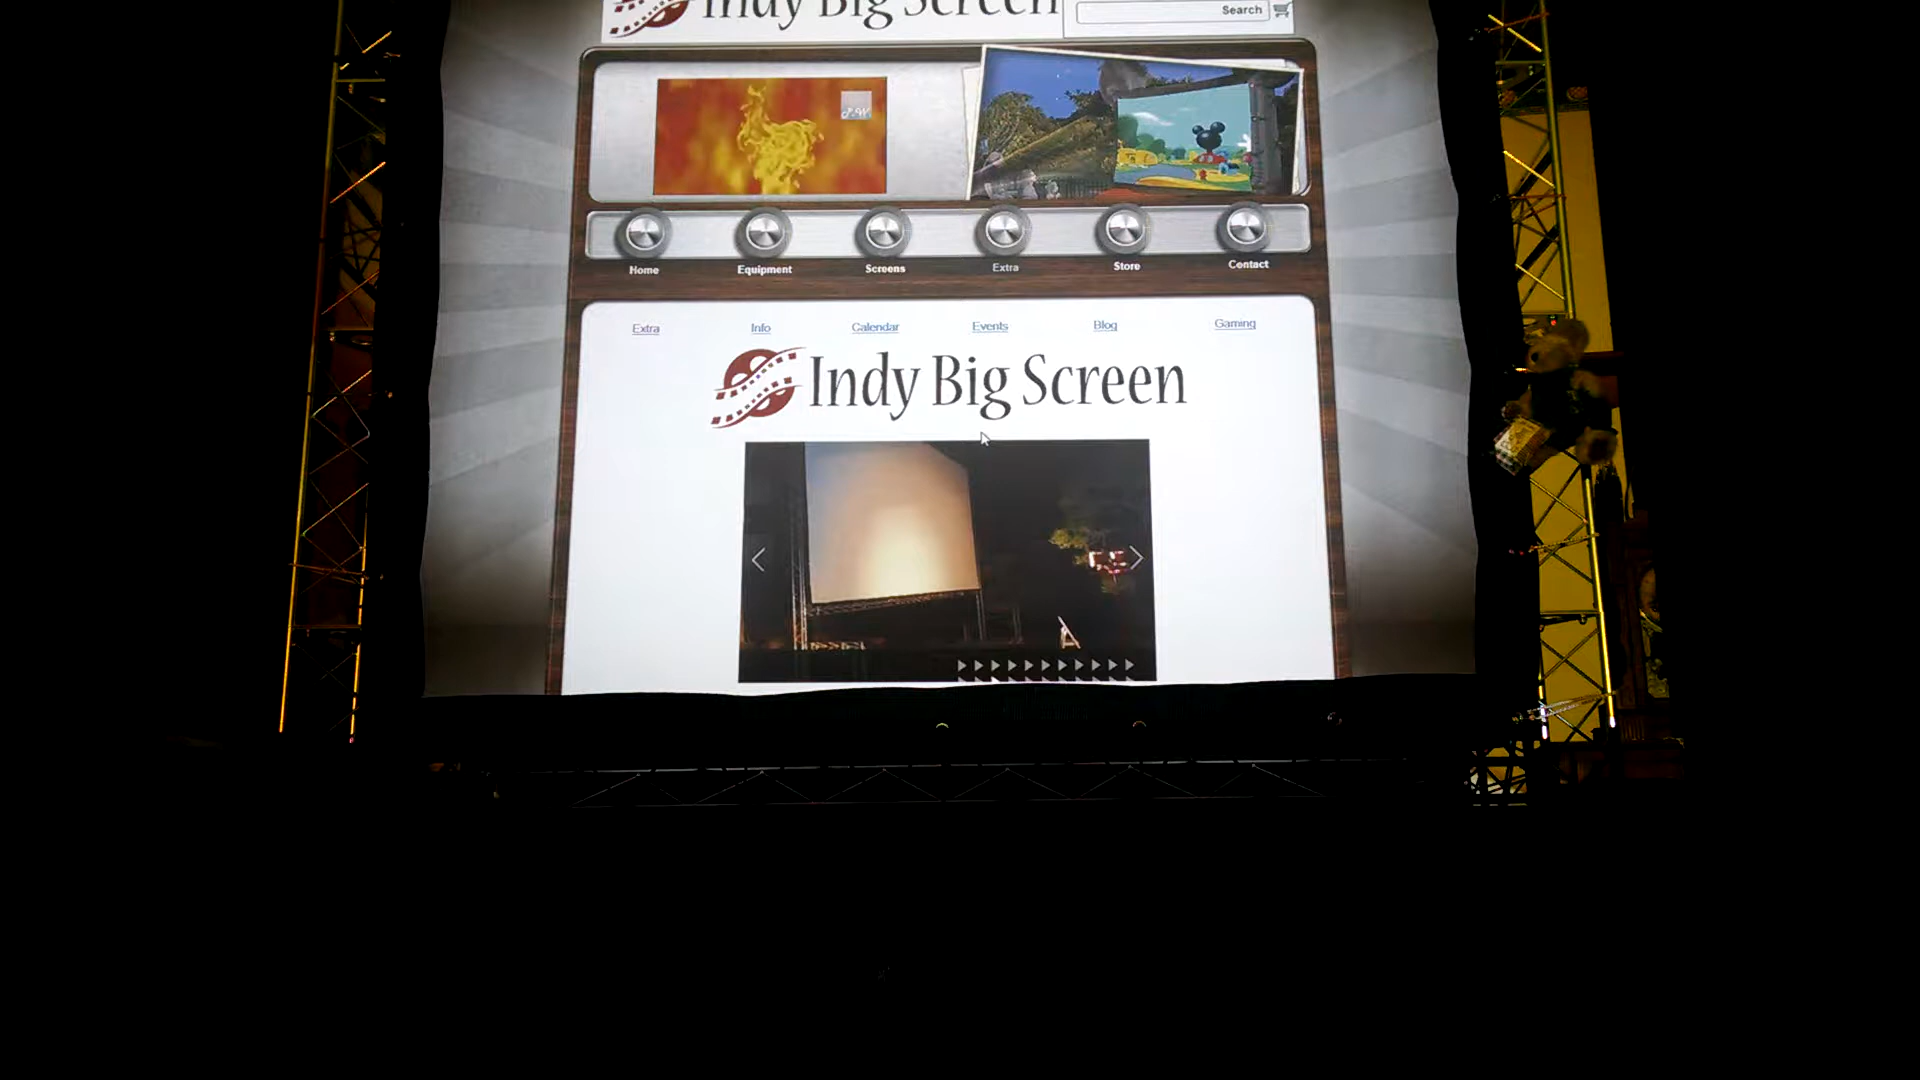 Indy Big Screen
Search
Home Equipment Screens Extra Store Contact
Extra Info Calendar Events Blog Gaming
Indy Big Screen